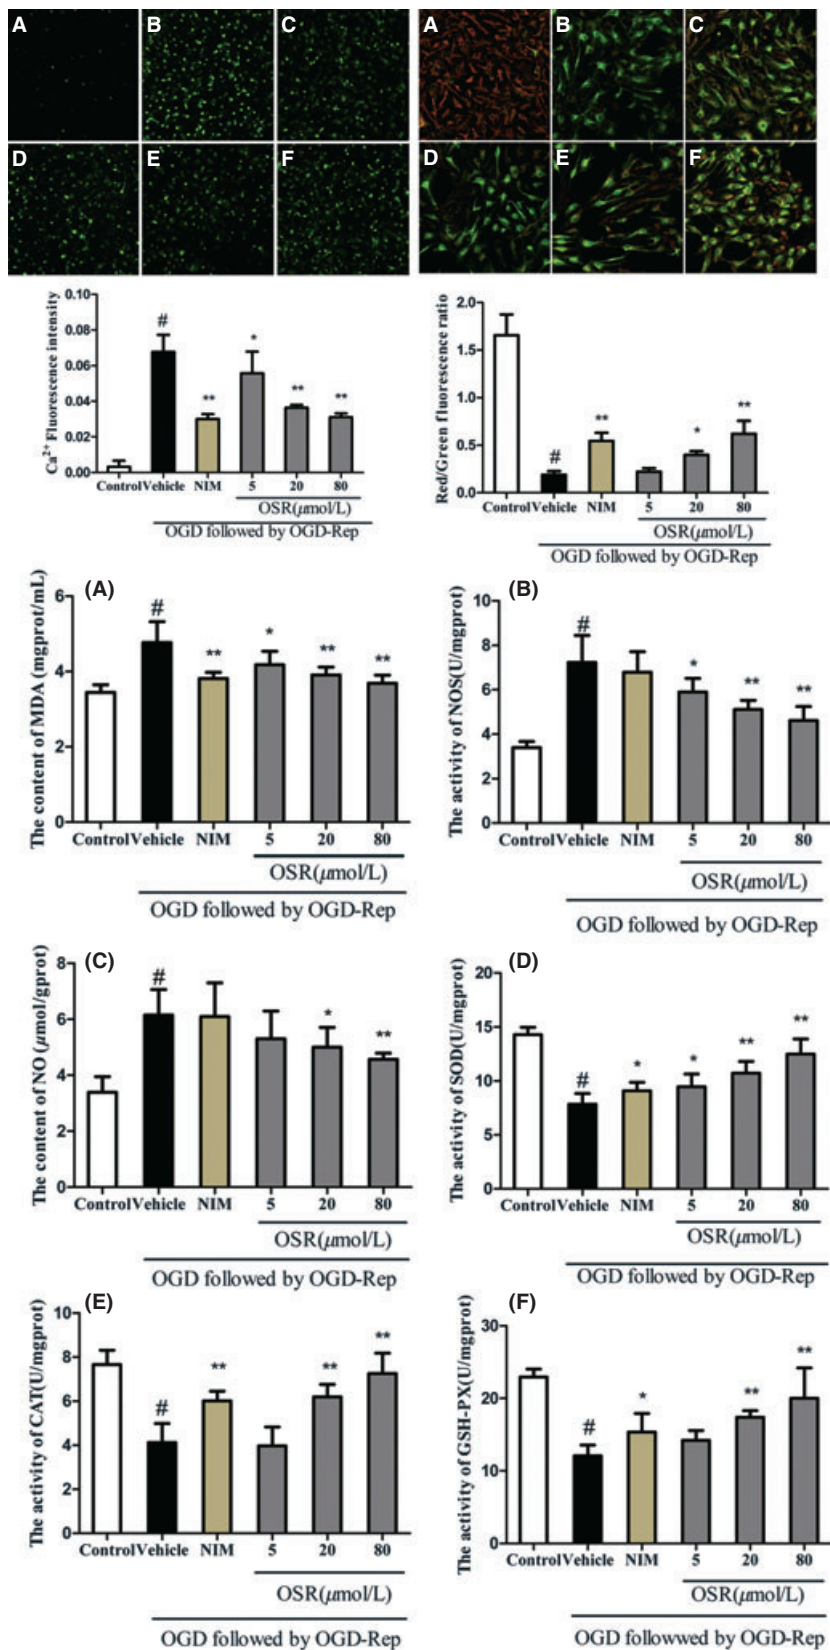 A B C
D E F
A B C
D E F
Ca2+ Fluorescence intensity
0.10
0.08
0.06
0.04
0.02
0.00
# ** * ** **
Control Vehicle NIM 5 20 80
OSR(μmol/L)
OGD followed by OGD-Rep
Red/Green fluorescence ratio
2.0
1.5
1.0
0.5
0.0
# ** * **
Control Vehicle NIM 5 20 80
OSR(μmol/L)
OGD followed by OGD-Rep
(A)
The content of MDA (mgprot/mL)
6
4
2
0
# ** * ** **
Control Vehicle NIM 5 20 80
OSR(μmol/L)
OGD followed by OGD-Rep
(B)
The activity of NOS(U/mgprot)
10
8
6
4
2
0
# * ** **
Control Vehicle NIM 5 20 80
OSR(μmol/L)
OGD followed by OGD-Rep
(C)
The content of NO (μmol/gprot)
8
6
4
2
0
# * **
Control Vehicle NIM 5 20 80
OSR(μmol/L)
OGD followed by OGD-Rep
(D)
The activity of SOD(U/mgprot)
20
15
10
5
0
# * * ** **
Control Vehicle NIM 5 20 80
OSR(μmol/L)
OGD followed by OGD-Rep
(E)
The activity of CAT(U/mgprot)
10
8
6
4
2
0
# ** ** **
Control Vehicle NIM 5 20 80
OSR(μmol/L)
OGD followed by OGD-Rep
(F)
The activity of GSH-PX(U/mgprot)
30
20
10
0
# * ** **
Control Vehicle NIM 5 20 80
OSR(μmol/L)
OGD followwed by OGD-Rep